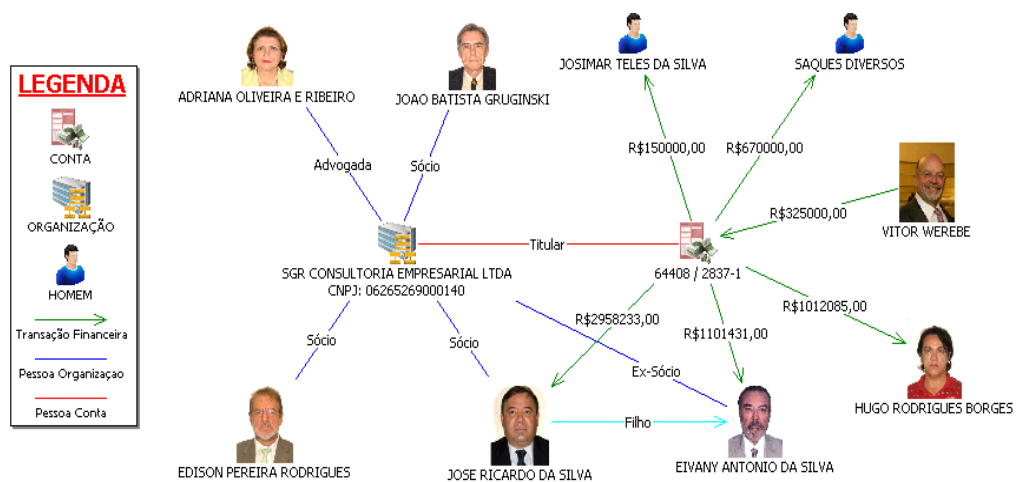 LEGENDA
CONTA
ORGANIZAÇÃO
HOMEM
Transação Financeira
Pessoa Organizaçao
Pessoa Conta
ADRIANA OLIVEIRA E RIBEIRO
JOAO BATISTA GRUGINSKI
JOSIMAR TELES DA SILVA
SAQUES DIVERSOS
Advogada
Sócio
R$150000,00
R$670000,00
R$325000,00
VITOR WEREBE
Titular
SGR CONSULTORIA EMPRESARIAL LTDA
CNPJ: 06265269000140
64408 / 2837-1
R$2958233,00
R$1101431,00
R$1012085,00
Sócio
Sócio
Ex-Sócio
Filho
HUGO RODRIGUES BORGES
EDISON PEREIRA RODRIGUES
JOSE RICARDO DA SILVA
EIVANY ANTONIO DA SILVA